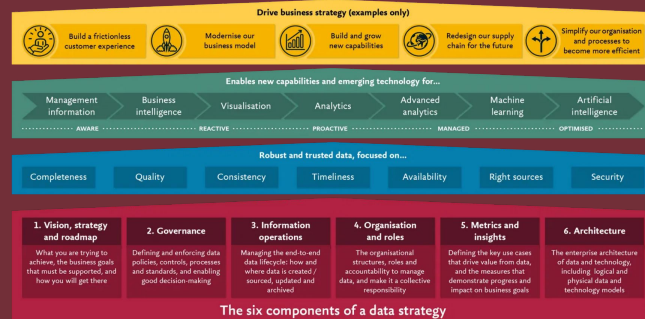 Drive business strategy (examples only)
Build a frictionless
customer experience
Modernise our
business model
Build and grow
new capabilities
Redesign our supply
chain for the future
Simplify our organisation
and processes to
become more efficient
Enables new capabilities and emerging technology for...
Management
information
Business
intelligence
Visualisation
Analytics
Advanced
analytics
Machine
learning
Artificial
intelligence
AWARE
REACTIVE
PROACTIVE
MANAGED
OPTIMISED
Robust and trusted data, focused on...
Completeness
Quality
Consistency
Timeliness
Availability
Right sources
Security
1. Vision, strategy
and roadmap
What you are trying to
achieve, the business goals
that must be supported, and
how you will get there
2. Governance
Defining and enforcing data
policies, controls, processes
and standards, and enabling
good decision-making
3. Information
operations
Managing the end-to-end
data lifecycle: how and
where data is created /
sourced, updated and
archived
4. Organisation
and roles
The organisational
structures, roles and
accountability to manage
data, and make it a collective
responsibility
5. Metrics and
insights
Defining the key use cases
that drive value from data,
and the measures that
demonstrate progress and
impact on business goals
6. Architecture
The enterprise architecture
of data and technology,
including logical and
physical data and
technology models
The six components of a data strategy